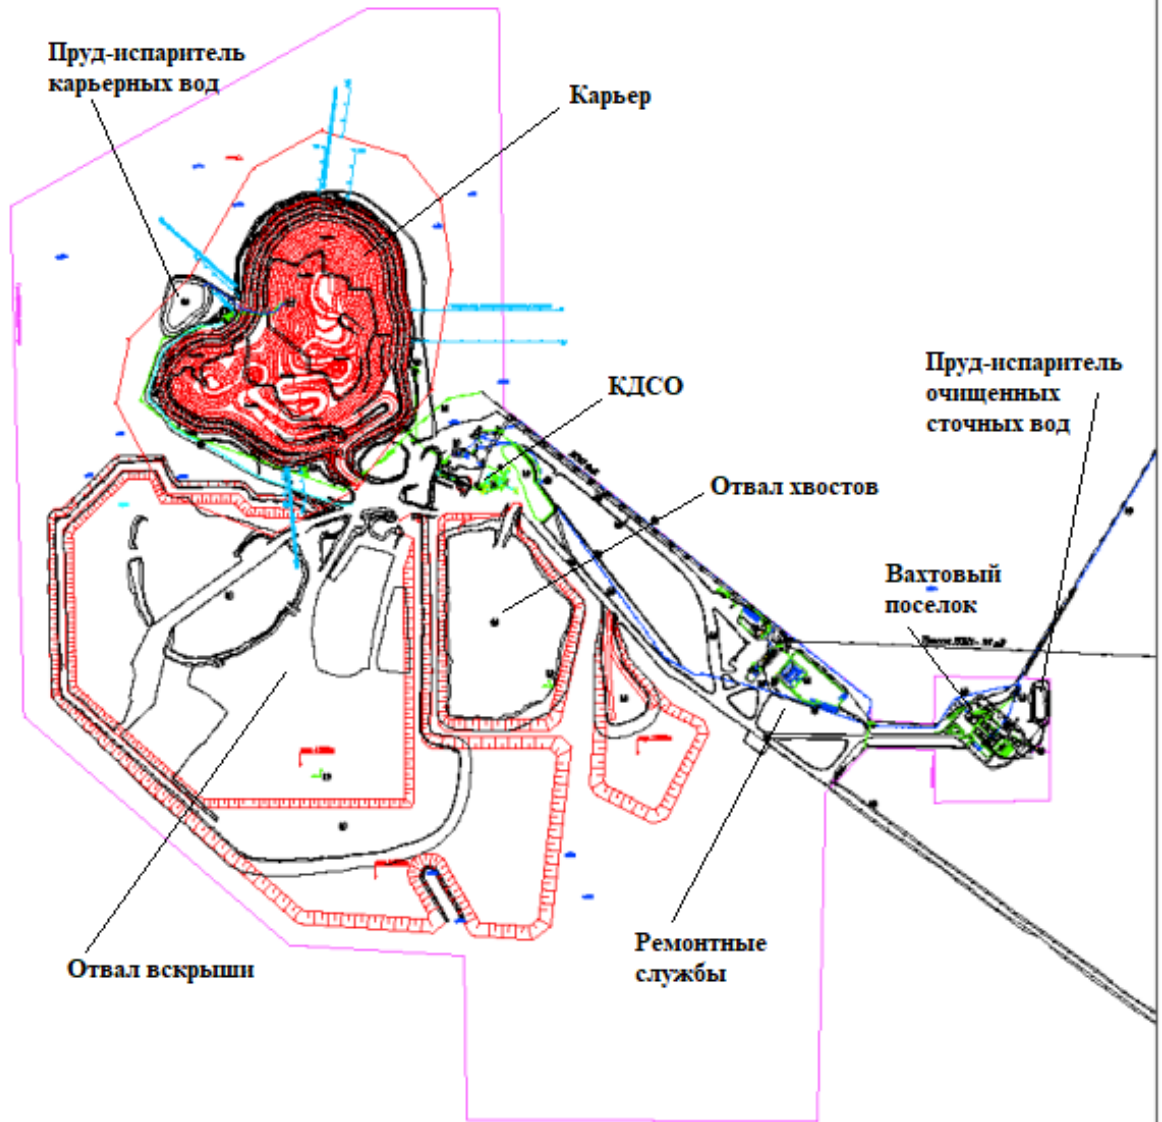 Пруд-испаритель
карьерных вод
Карьер
Пруд-испаритель
очищенных
сточных вод
КДСО
Отвал хвостов
Вахтовый
поселок
Ремонтные
службы
Отвал вскрыши